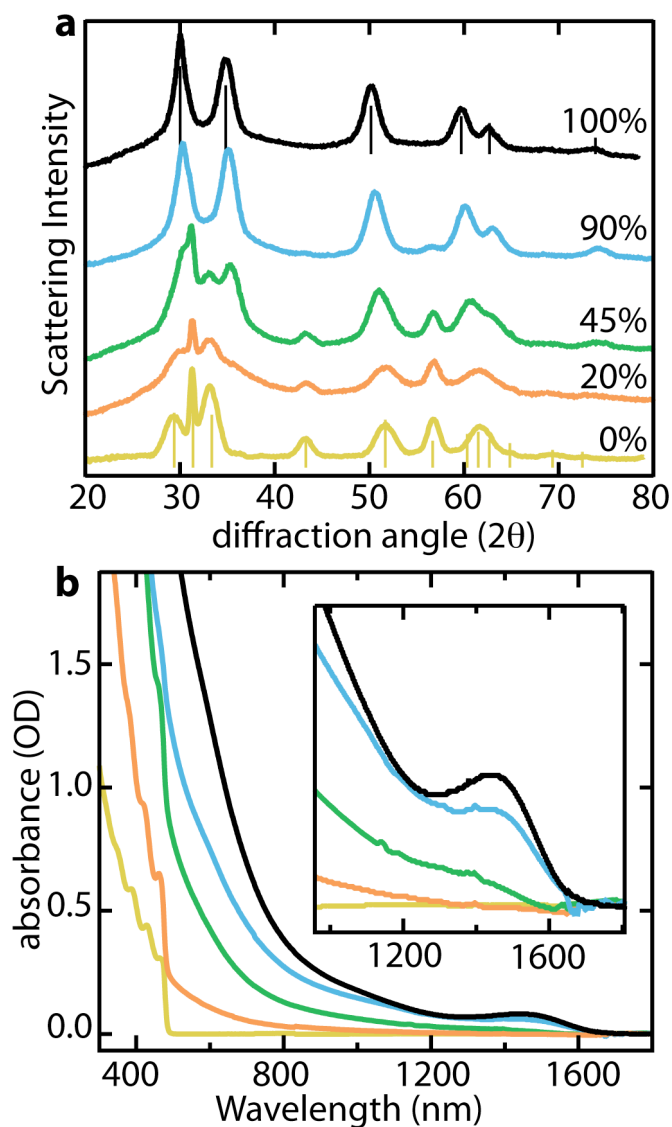 a
Scattering Intensity
100%
90%
45%
20%
0%
20 30 40 50 60 70 80
diffraction angle (2θ)
b
absorbance (OD)
1.5
1.0
0.5
0.0
1200 1600
400 800 1200 1600
Wavelength (nm)